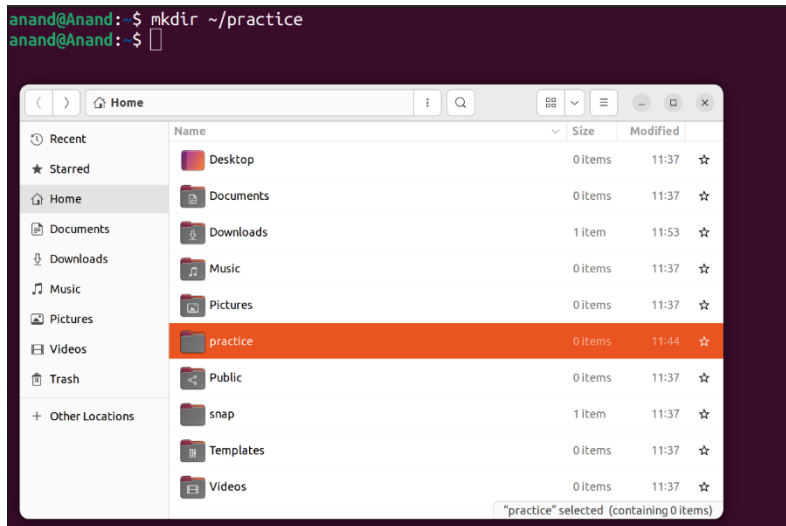 anand@Anand:~$ mkdir ~/practice
anand@Anand:~$
Home
Recent
Starred
Home
Documents
Downloads
Music
Pictures
Videos
Trash
+ Other Locations
Name Size Modified
Desktop 0 items 11:37
Documents 0 items 11:37
Downloads 1 item 11:53
Music 0 items 11:37
Pictures 0 items 11:37
practice 0 items 11:44
Public 0 items 11:37
snap 1 item 11:37
Templates 0 items 11:37
Videos 0 items 11:37
"practice" selected (containing 0 items)